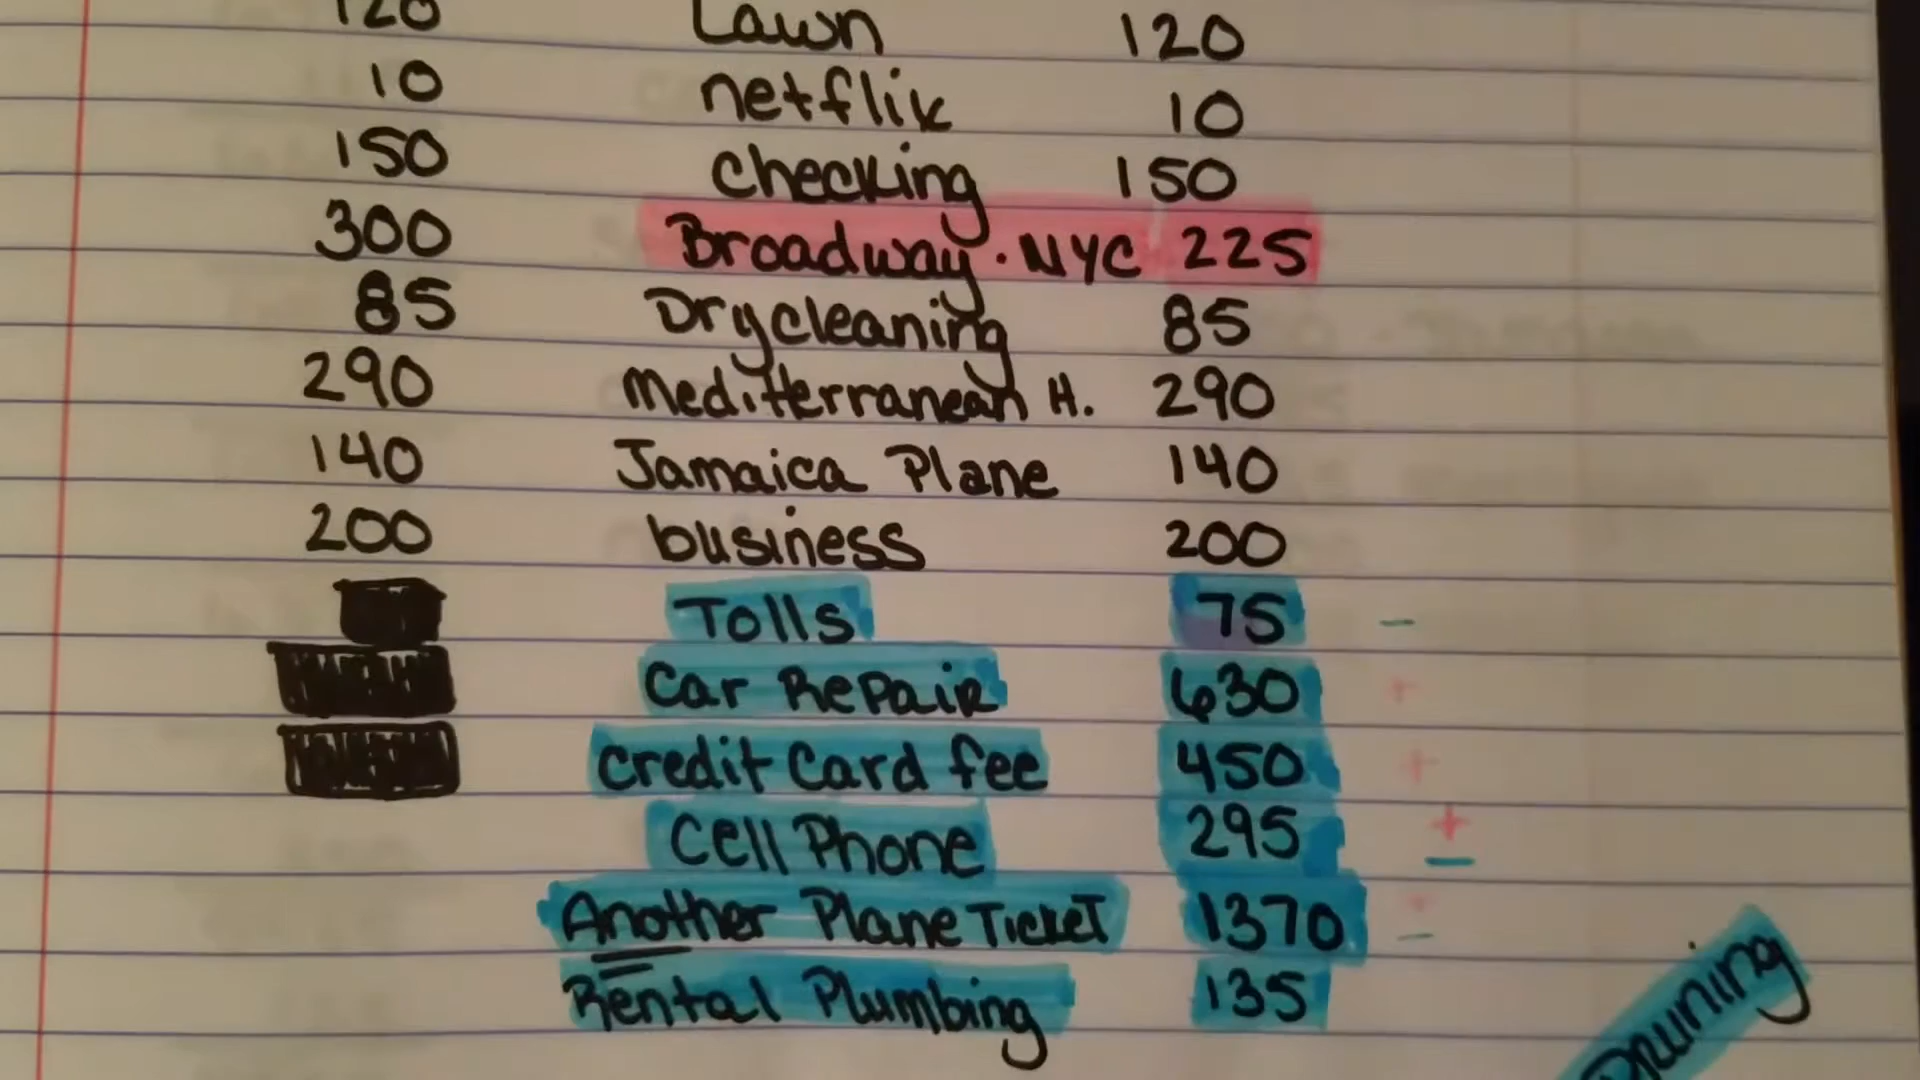 120 Lawn 120
10 netflik 10
150 checking 150
300 Broadway · NYC 225
85 Drycleaning 85
290 Mediterranean H. 290
140 Jamaica Plane 140
200 business 200
Tolls 75 -
Car Repair 630 +
Credit Card fee 450 +
Cell Phone 295 +
Another Plane Ticket 1370 -
Rental Plumbing 135